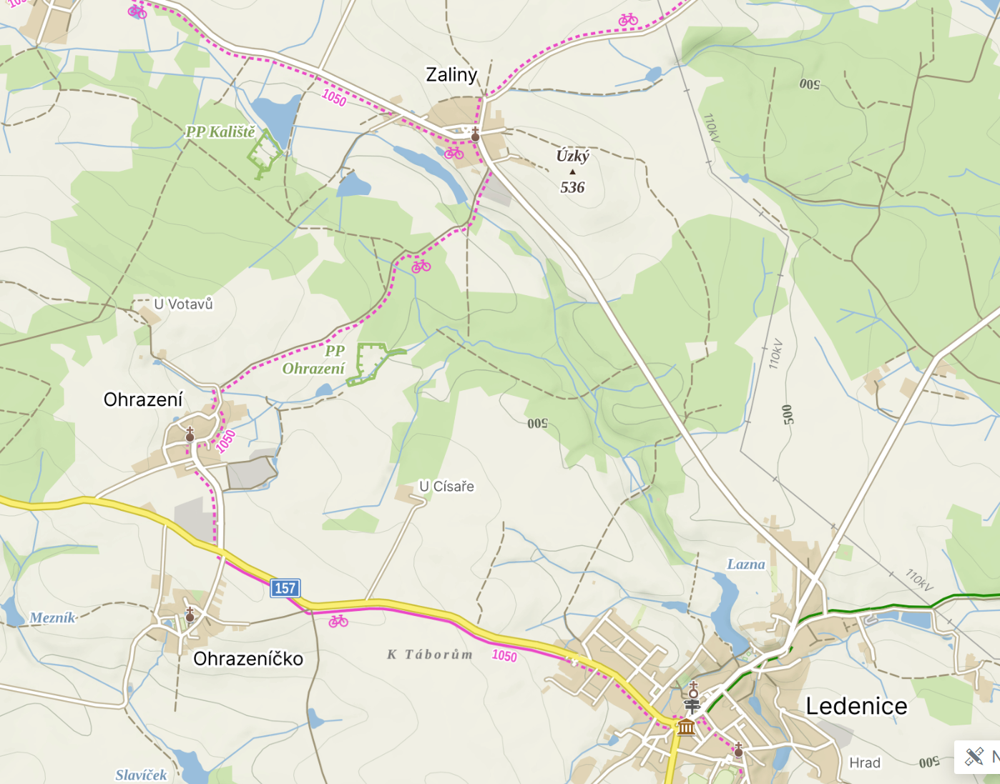 Zaliny
500
1050
110kV
PP Kaliště
Úzký
536
U Votavů
PP
Ohrazení
110kV
Ohrazení
500
500
1050
U Císaře
Lazna
110kV
157
Mezník
Ohrazeníčko
K Táborům
1050
Ledenice
Hrad
500
Slavíček
N